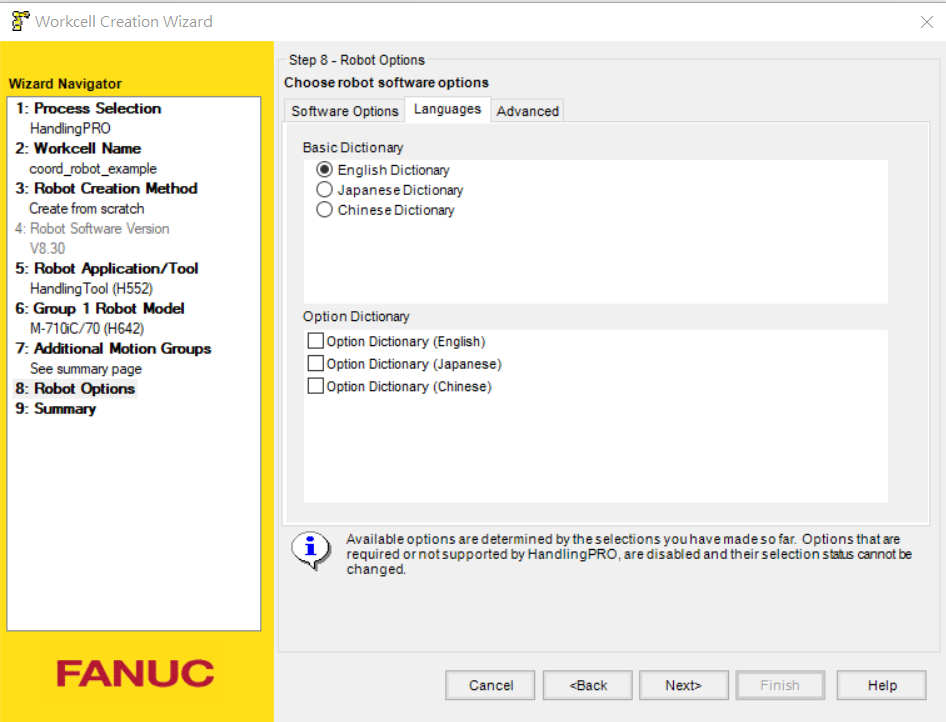 Workcell Creation Wizard
Wizard Navigator
1: Process Selection
HandlingPRO
2: Workcell Name
coord_robot_example
3: Robot Creation Method
Create from scratch
4: Robot Software Version
V8.30
5: Robot Application/Tool
HandlingTool (H552)
6: Group 1 Robot Model
M-710iC/70 (H642)
7: Additional Motion Groups
See summary page
8: Robot Options
9: Summary
FANUC
Step 8 - Robot Options
Choose robot software options
Software Options Languages Advanced
Basic Dictionary
English Dictionary
Japanese Dictionary
Chinese Dictionary
Option Dictionary
Option Dictionary (English)
Option Dictionary (Japanese)
Option Dictionary (Chinese)
Available options are determined by the selections you have made so far. Options that are
required or not supported by HandlingPRO, are disabled and their selection status cannot be
changed.
Cancel <Back Next> Finish Help